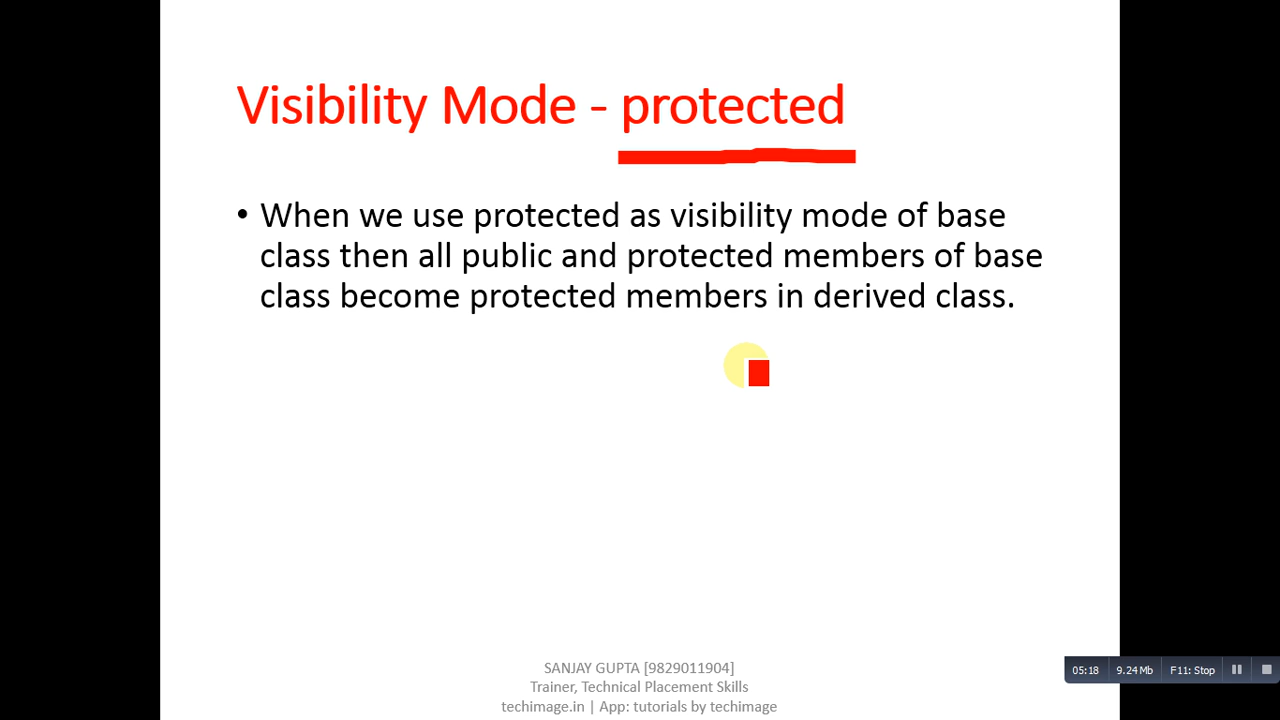 Visibility Mode - protected
• When we use protected as visibility mode of base
class then all public and protected members of base
class become protected members in derived class.
SANJAY GUPTA [9829011904]
Trainer, Technical Placement Skills
techimage.in | App: tutorials by techimage
05:18 9.24 Mb F11: Stop